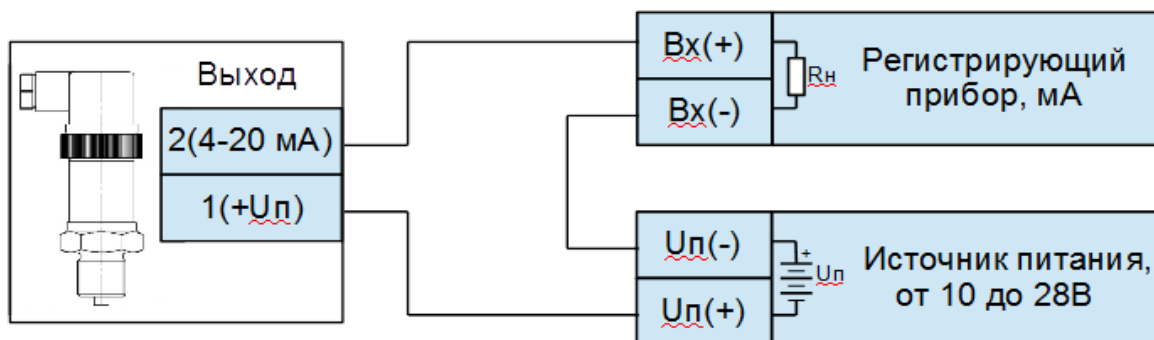 Выход
2(4-20 мА)
1(+Uп)
Вх(+)
Вх(-)
Rн
Регистрирующий
прибор, мА
Uп(-)
Uп(+)
+
Uп
Источник питания,
от 10 до 28В